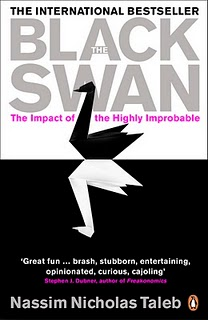 THE INTERNATIONAL BESTSELLER
THE
BLACK
SWAN
The Impact of the Highly Improbable
'Great fun ... brash, stubborn, entertaining,
opinionated, curious, cajoling'
Stephen J. Dubner, author of Freakonomics
Nassim Nicholas Taleb